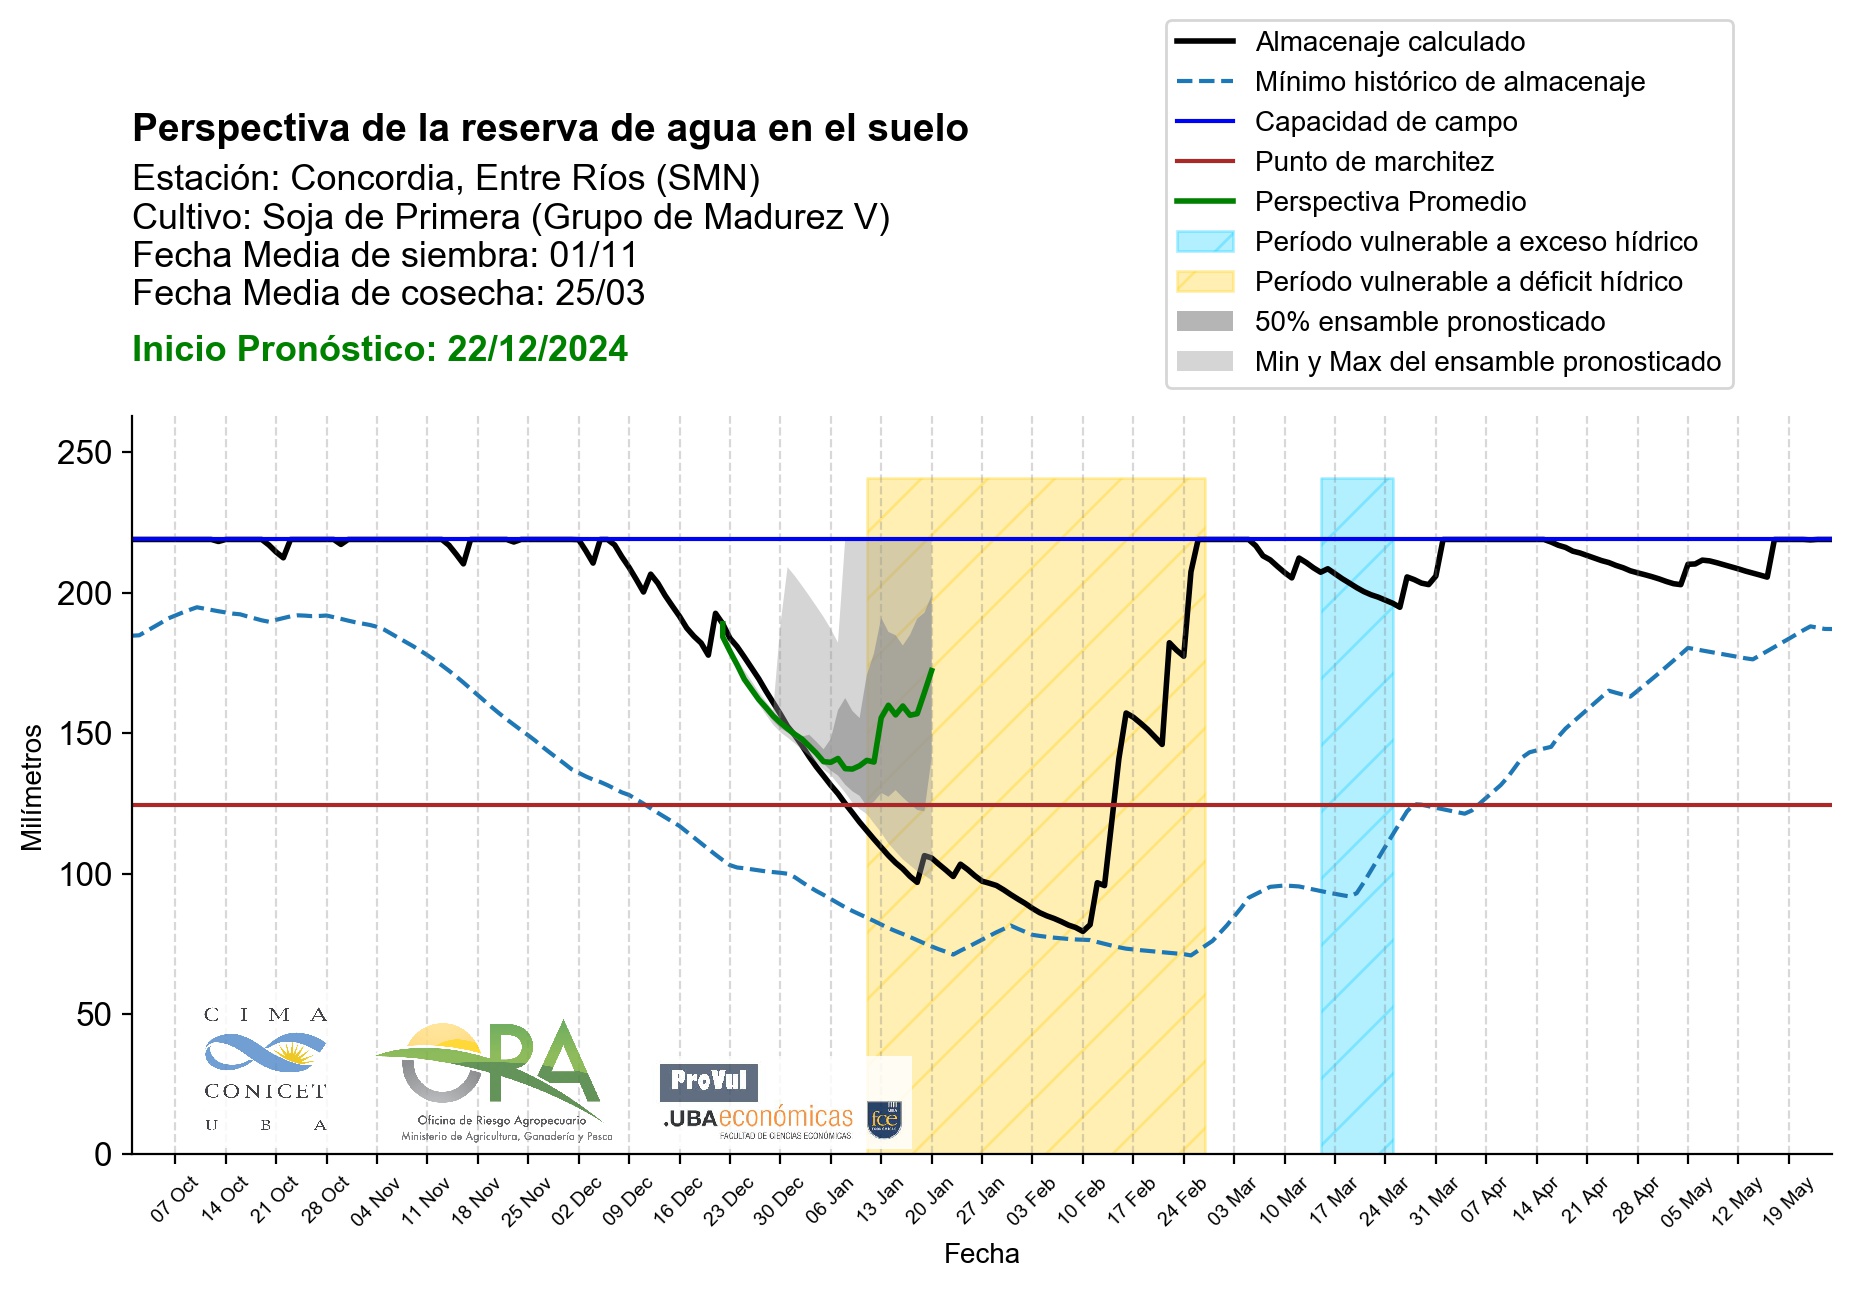 Almacenaje calculado
Mínimo histórico de almacenaje
Capacidad de campo
Punto de marchitez
Perspectiva Promedio
Período vulnerable a exceso hídrico
Período vulnerable a déficit hídrico
50% ensamble pronosticado
Min y Max del ensamble pronosticado
Perspectiva de la reserva de agua en el suelo
Estación: Concordia, Entre Ríos (SMN)
Cultivo: Soja de Primera (Grupo de Madurez V)
Fecha Media de siembra: 01/11
Fecha Media de cosecha: 25/03
Inicio Pronóstico: 22/12/2024
Milímetros
250
200
150
100
50
0
CIMA
CONICET
UBA
OPA
Oficina de Riesgo Agropecuario
Ministerio de Agricultura, Ganadería y Pesca
ProVul
.UBAeconómicas
FACULTAD DE CIENCIAS ECONÓMICAS
UBA
fce
07 Oct
14 Oct
21 Oct
28 Oct
04 Nov
11 Nov
18 Nov
25 Nov
02 Dec
09 Dec
16 Dec
23 Dec
30 Dec
06 Jan
13 Jan
20 Jan
27 Jan
03 Feb
10 Feb
17 Feb
24 Feb
03 Mar
10 Mar
17 Mar
24 Mar
31 Mar
07 Apr
14 Apr
21 Apr
28 Apr
05 May
12 May
19 May
Fecha